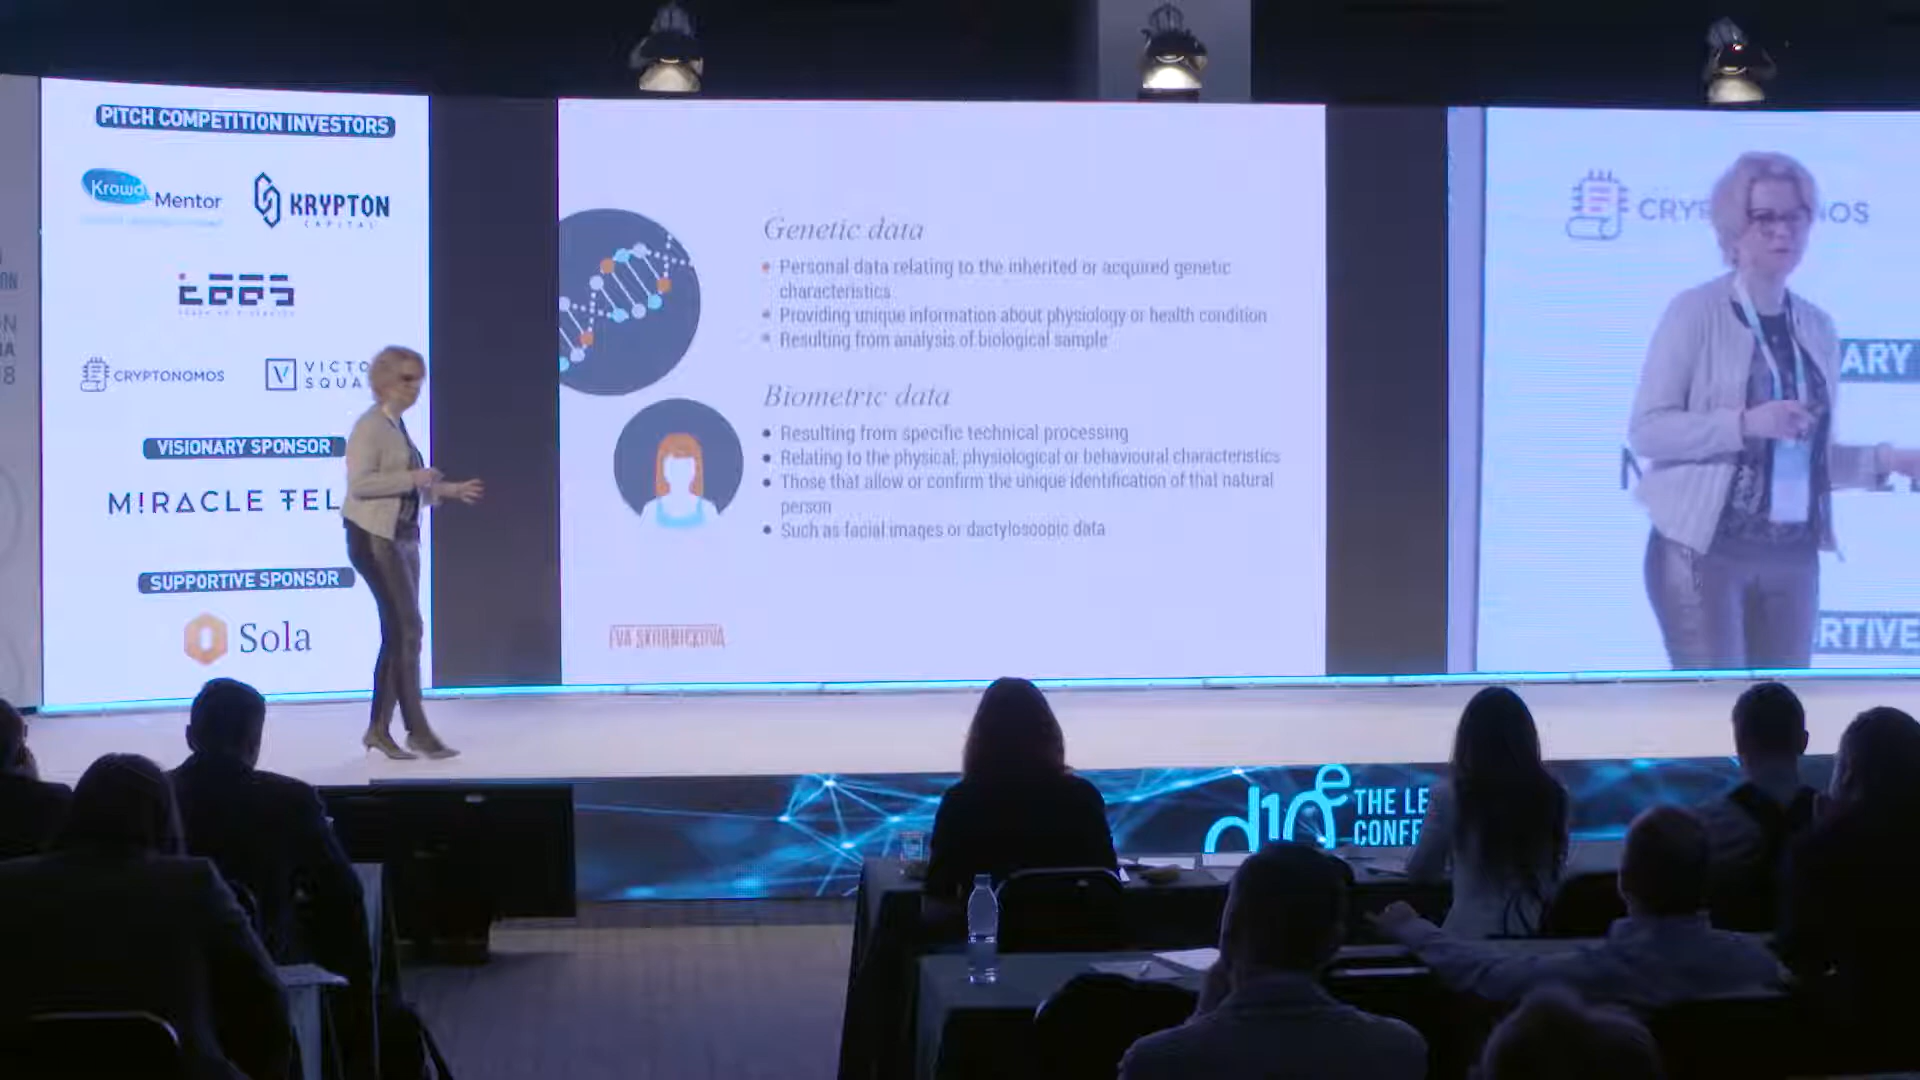 PITCH COMPETITION INVESTORS
Krowd
Mentor
KRYPTON
CAPITAL
CRYPTONOMOS
VICTO
SQUA
VISIONARY SPONSOR
M!RACLE TEL
SUPPORTIVE SPONSOR
Sola
Genetic data
Personal data relating to the inherited or acquired genetic
characteristics
Providing unique information about physiology or health condition
Resulting from analysis of biological sample
Biometric data
Resulting from specific technical processing
Relating to the physical, physiological or behavioural characteristics
Those that allow or confirm the unique identification of that natural
person
Such as facial images or dactyloscopic data
EVA SKORNICKOVA
CRY
NOS
ARY
RTIVE
d10e
THE LE
CONFE